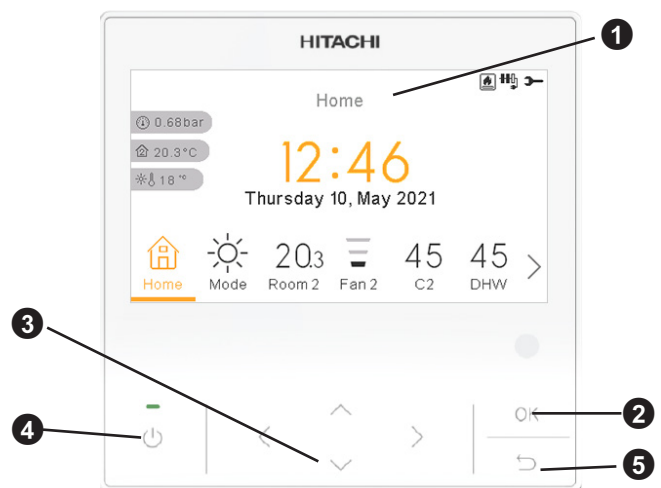 HITACHI
1
Home
0.68bar
20.3°C
18°C
12:46
Thursday 10, May 2021
20.3
45
45
Home
Mode
Room 2
Fan 2
C2
DHW
3
2
OK
4
5